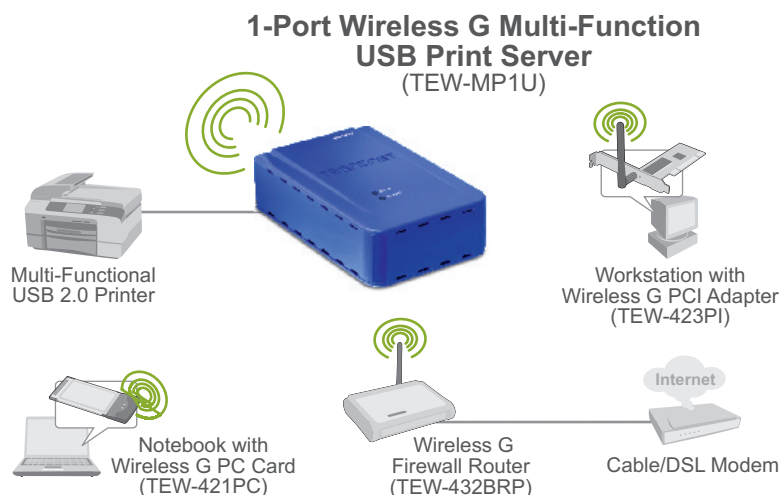 1-Port Wireless G Multi-Function
USB Print Server
(TEW-MP1U)
TRENDNET
Multi-Functional
USB 2.0 Printer
Workstation with
Wireless G PCI Adapter
(TEW-423PI)
Internet
Notebook with
Wireless G PC Card
(TEW-421PC)
Wireless G
Firewall Router
(TEW-432BRP)
Cable/DSL Modem